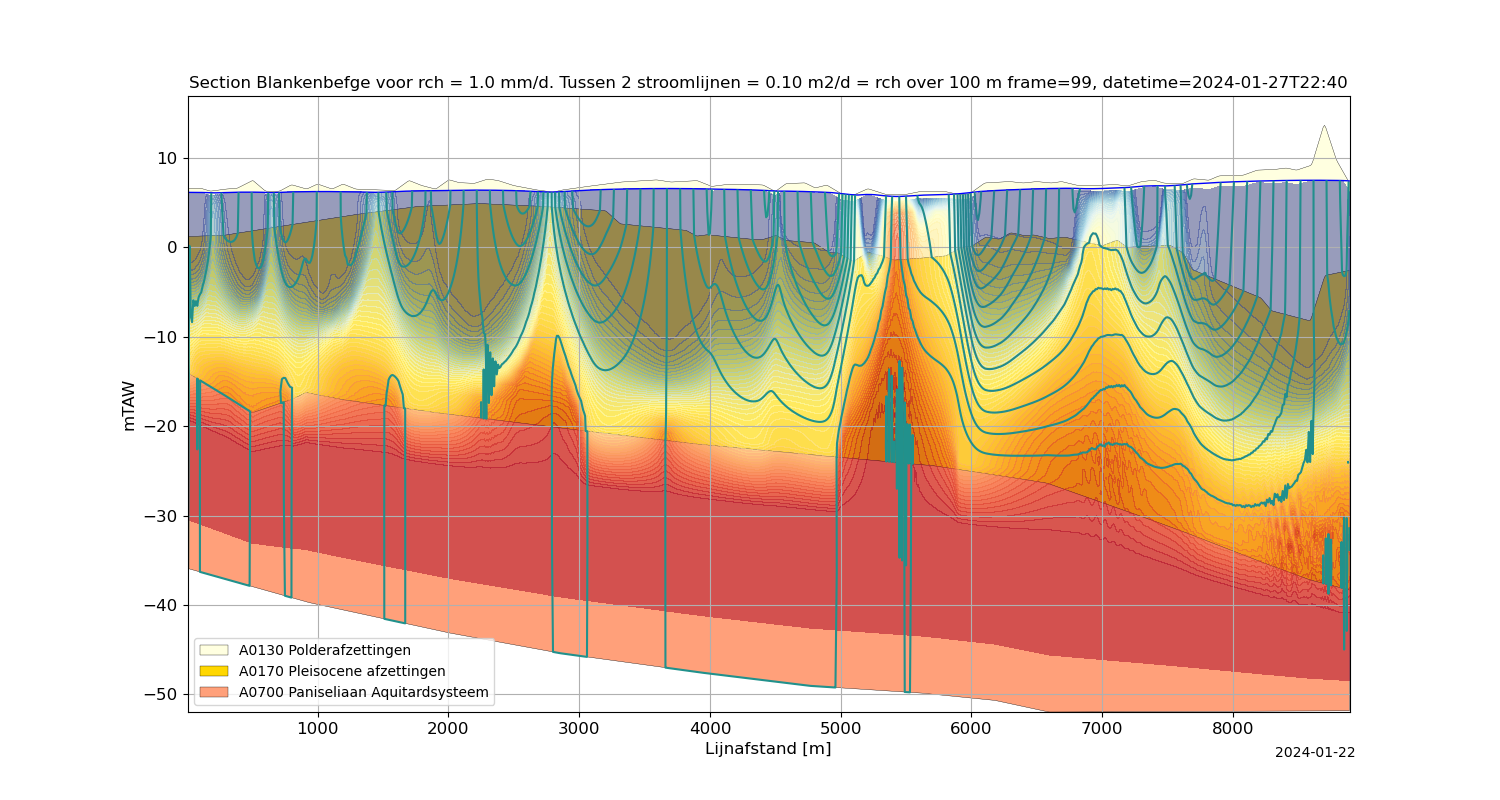 Section Blankenbefge voor rch = 1.0 mm/d. Tussen 2 stroomlijnen = 0.10 m2/d = rch over 100 m frame=99, datetime=2024-01-27T22:40
10
0
−10
−20
−30
−40
−50
mTAW
A0130 Polderafzettingen
A0170 Pleisocene afzettingen
A0700 Paniseliaan Aquitardsysteem
1000 2000 3000 4000 5000 6000 7000 8000
Lijnafstand [m]
2024-01-22